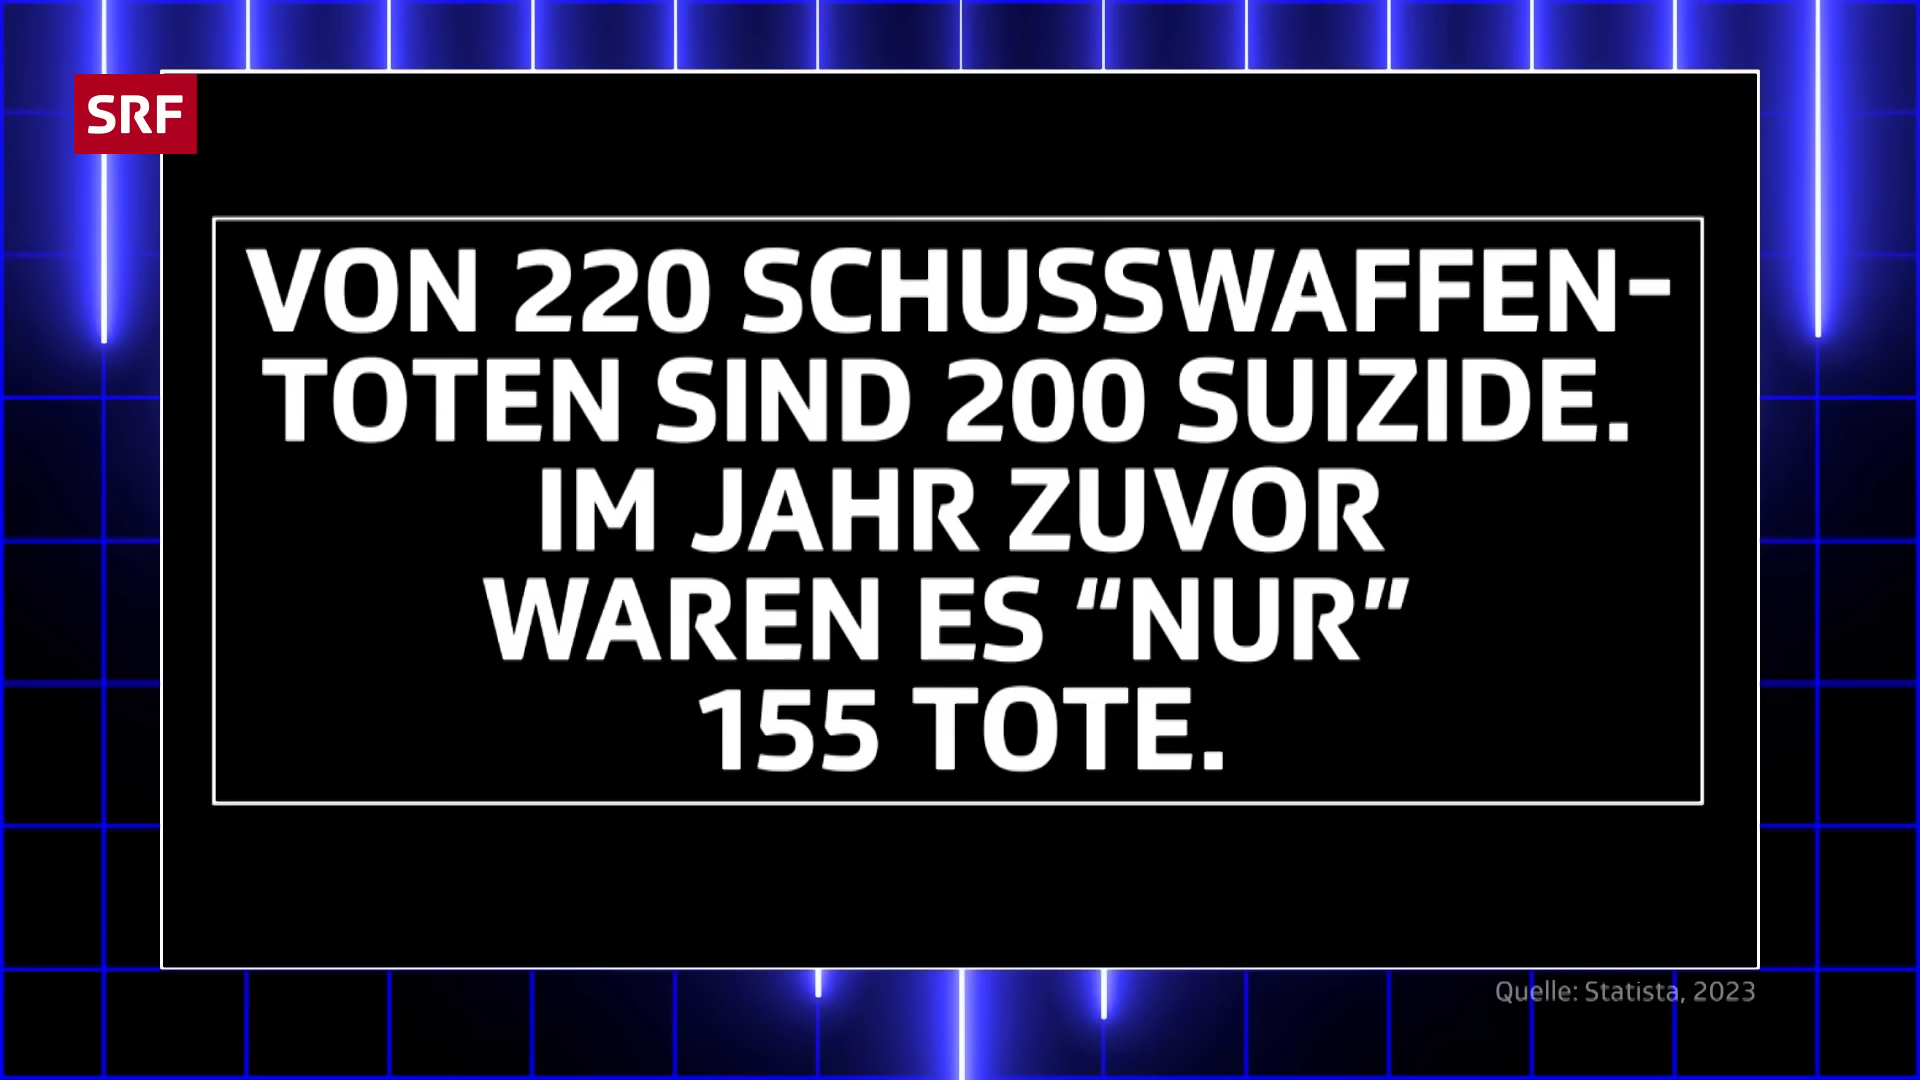 SRF
VON 220 SCHUSSWAFFEN-
TOTEN SIND 200 SUIZIDE.
IM JAHR ZUVOR
WAREN ES “NUR”
155 TOTE.
Quelle: Statista, 2023